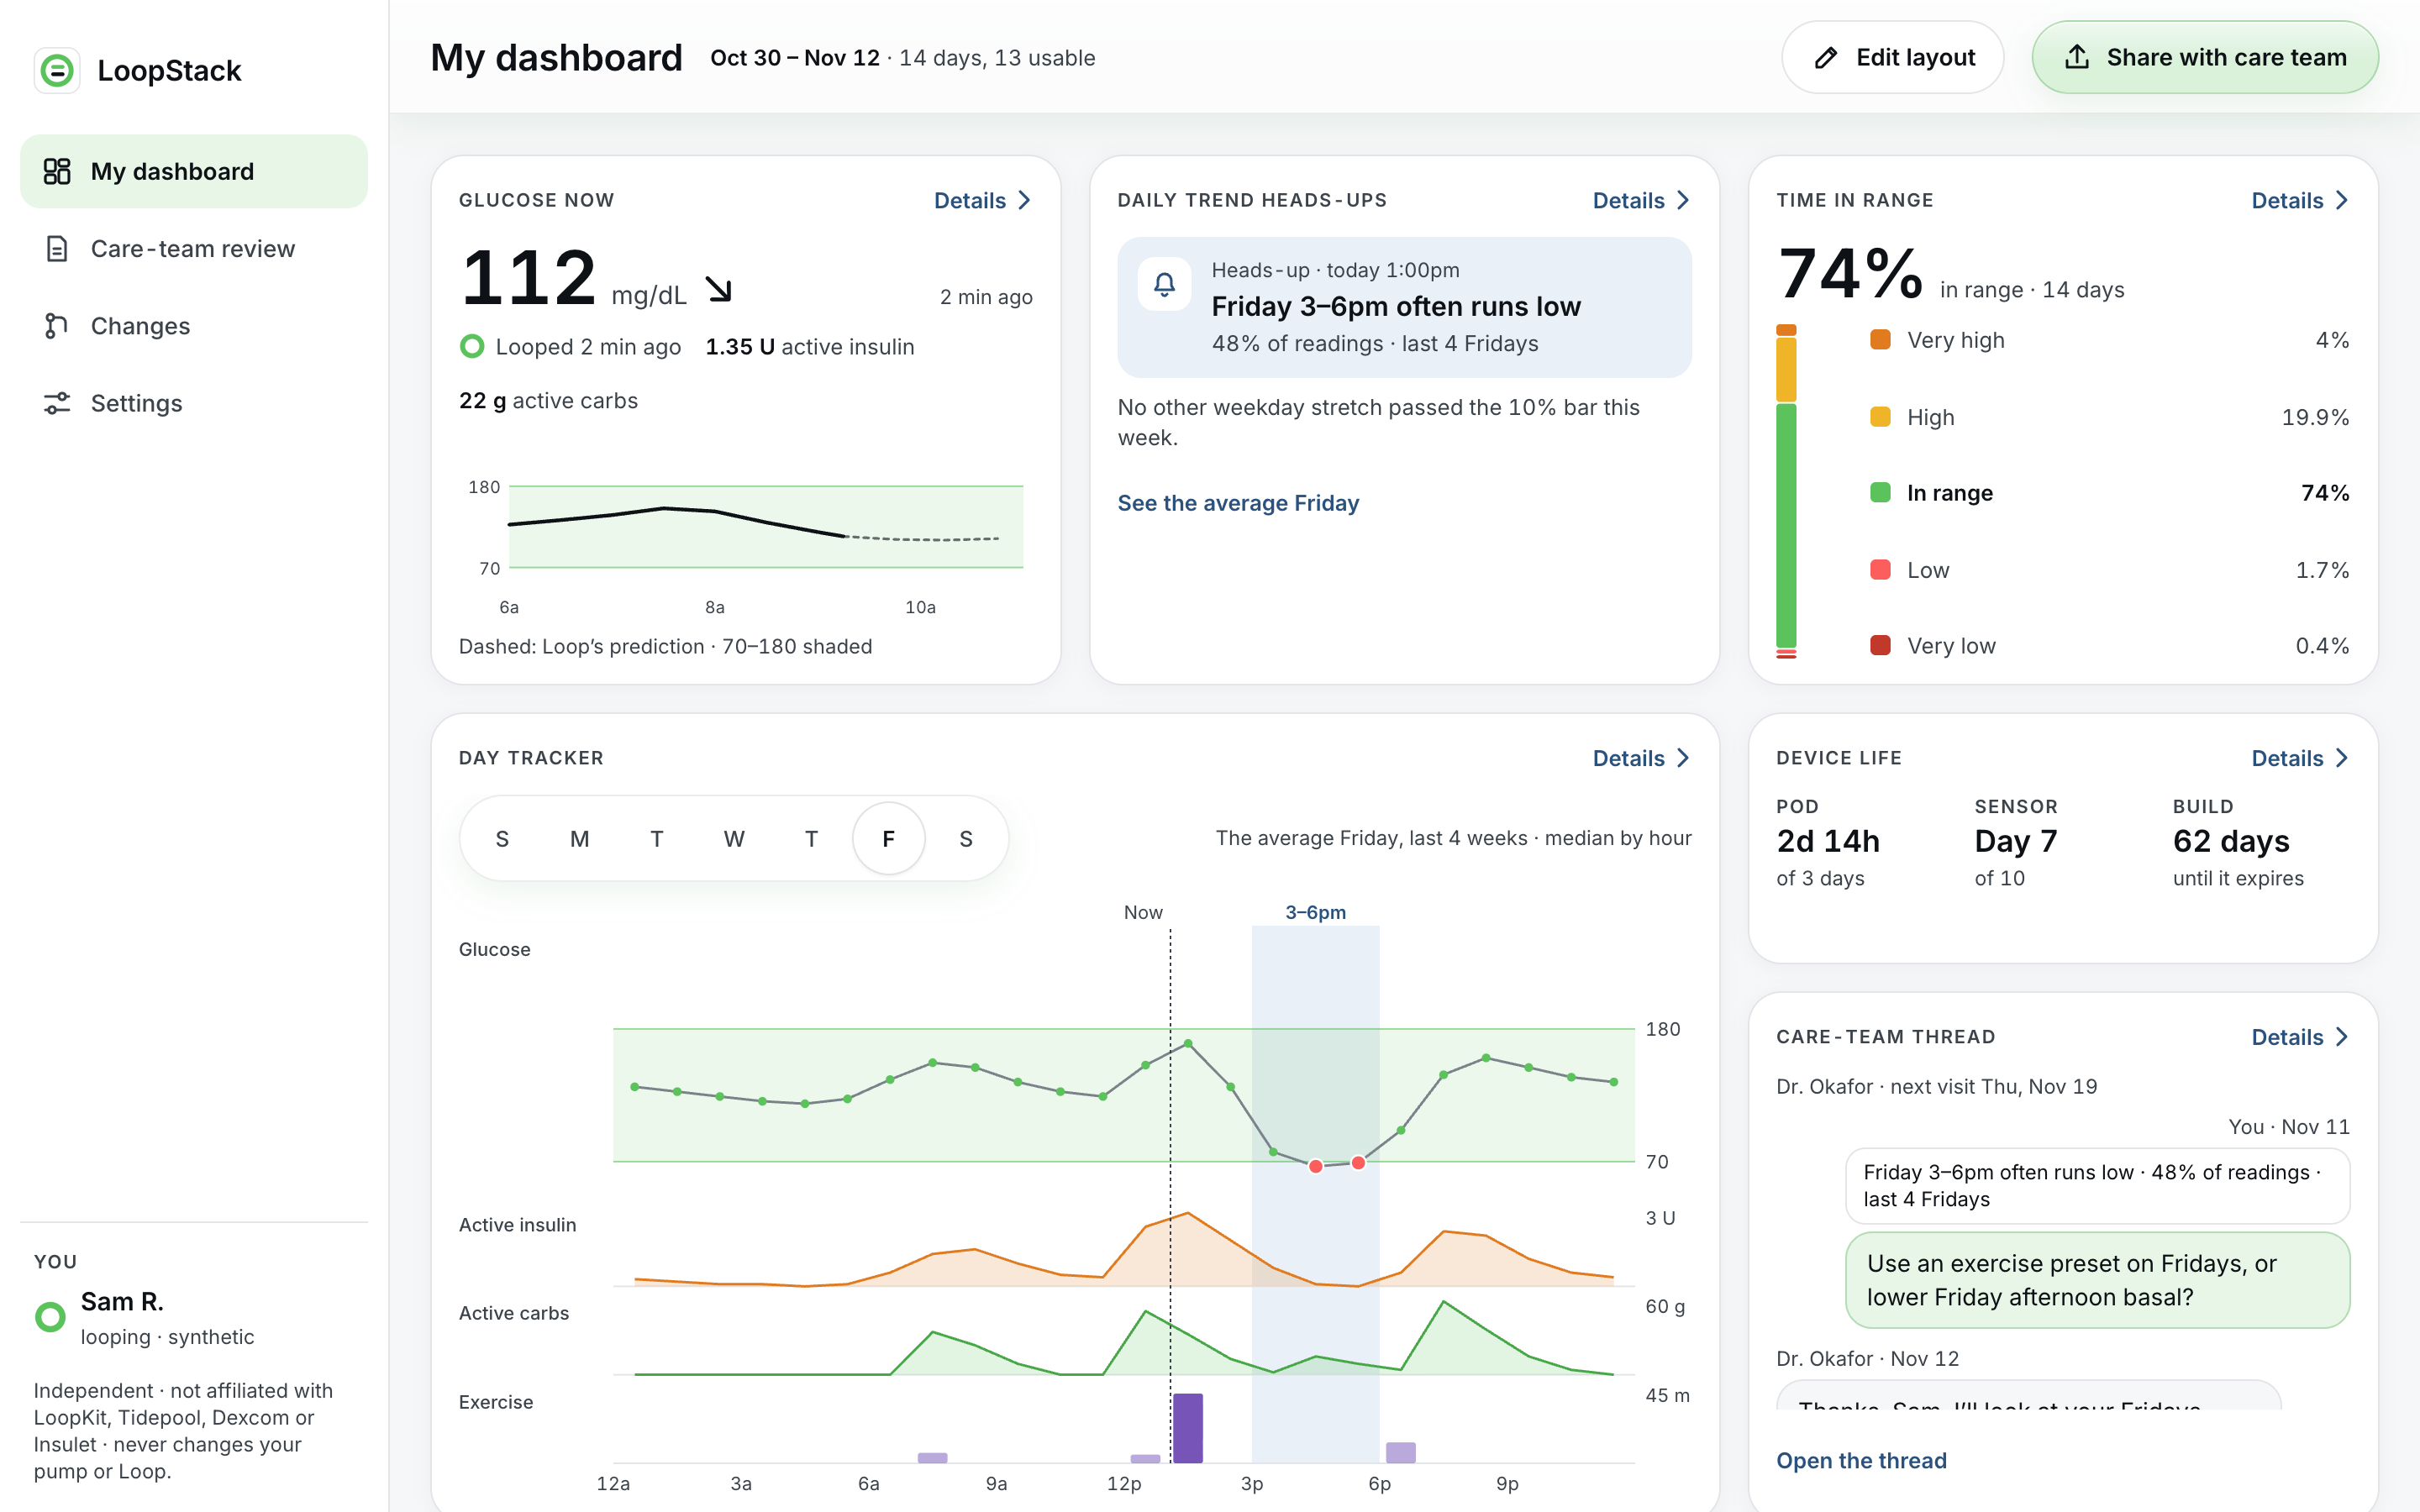 LoopStack
My dashboard
Care-team review
Changes
Settings
YOU
Sam R.
looping · synthetic
Independent · not affiliated with
LoopKit, Tidepool, Dexcom or
Insulet · never changes your
pump or Loop.
My dashboard
Oct 30 – Nov 12 · 14 days, 13 usable
Edit layout
Share with care team
GLUCOSE NOW
Details
112 mg/dL
2 min ago
Looped 2 min ago 1.35 U active insulin
22 g active carbs
180
70
6a 8a 10a
Dashed: Loop’s prediction · 70–180 shaded
DAILY TREND HEADS-UPS
Details
Heads-up · today 1:00pm
Friday 3–6pm often runs low
48% of readings · last 4 Fridays
No other weekday stretch passed the 10% bar this
week.
See the average Friday
TIME IN RANGE
Details
74% in range · 14 days
Very high 4%
High 19.9%
In range 74%
Low 1.7%
Very low 0.4%
DAY TRACKER
Details
S M T W T F S
The average Friday, last 4 weeks · median by hour
Now
3–6pm
Glucose
180
70
Active insulin
3 U
Active carbs
60 g
Exercise
45 m
12a 3a 6a 9a 12p 3p 6p 9p
DEVICE LIFE
Details
POD
2d 14h
of 3 days
SENSOR
Day 7
of 10
BUILD
62 days
until it expires
CARE-TEAM THREAD
Details
Dr. Okafor · next visit Thu, Nov 19
You · Nov 11
Friday 3–6pm often runs low · 48% of readings ·
last 4 Fridays
Use an exercise preset on Fridays, or
lower Friday afternoon basal?
Dr. Okafor · Nov 12
Thanks, Sam. I’ll look at your Fridays
Open the thread